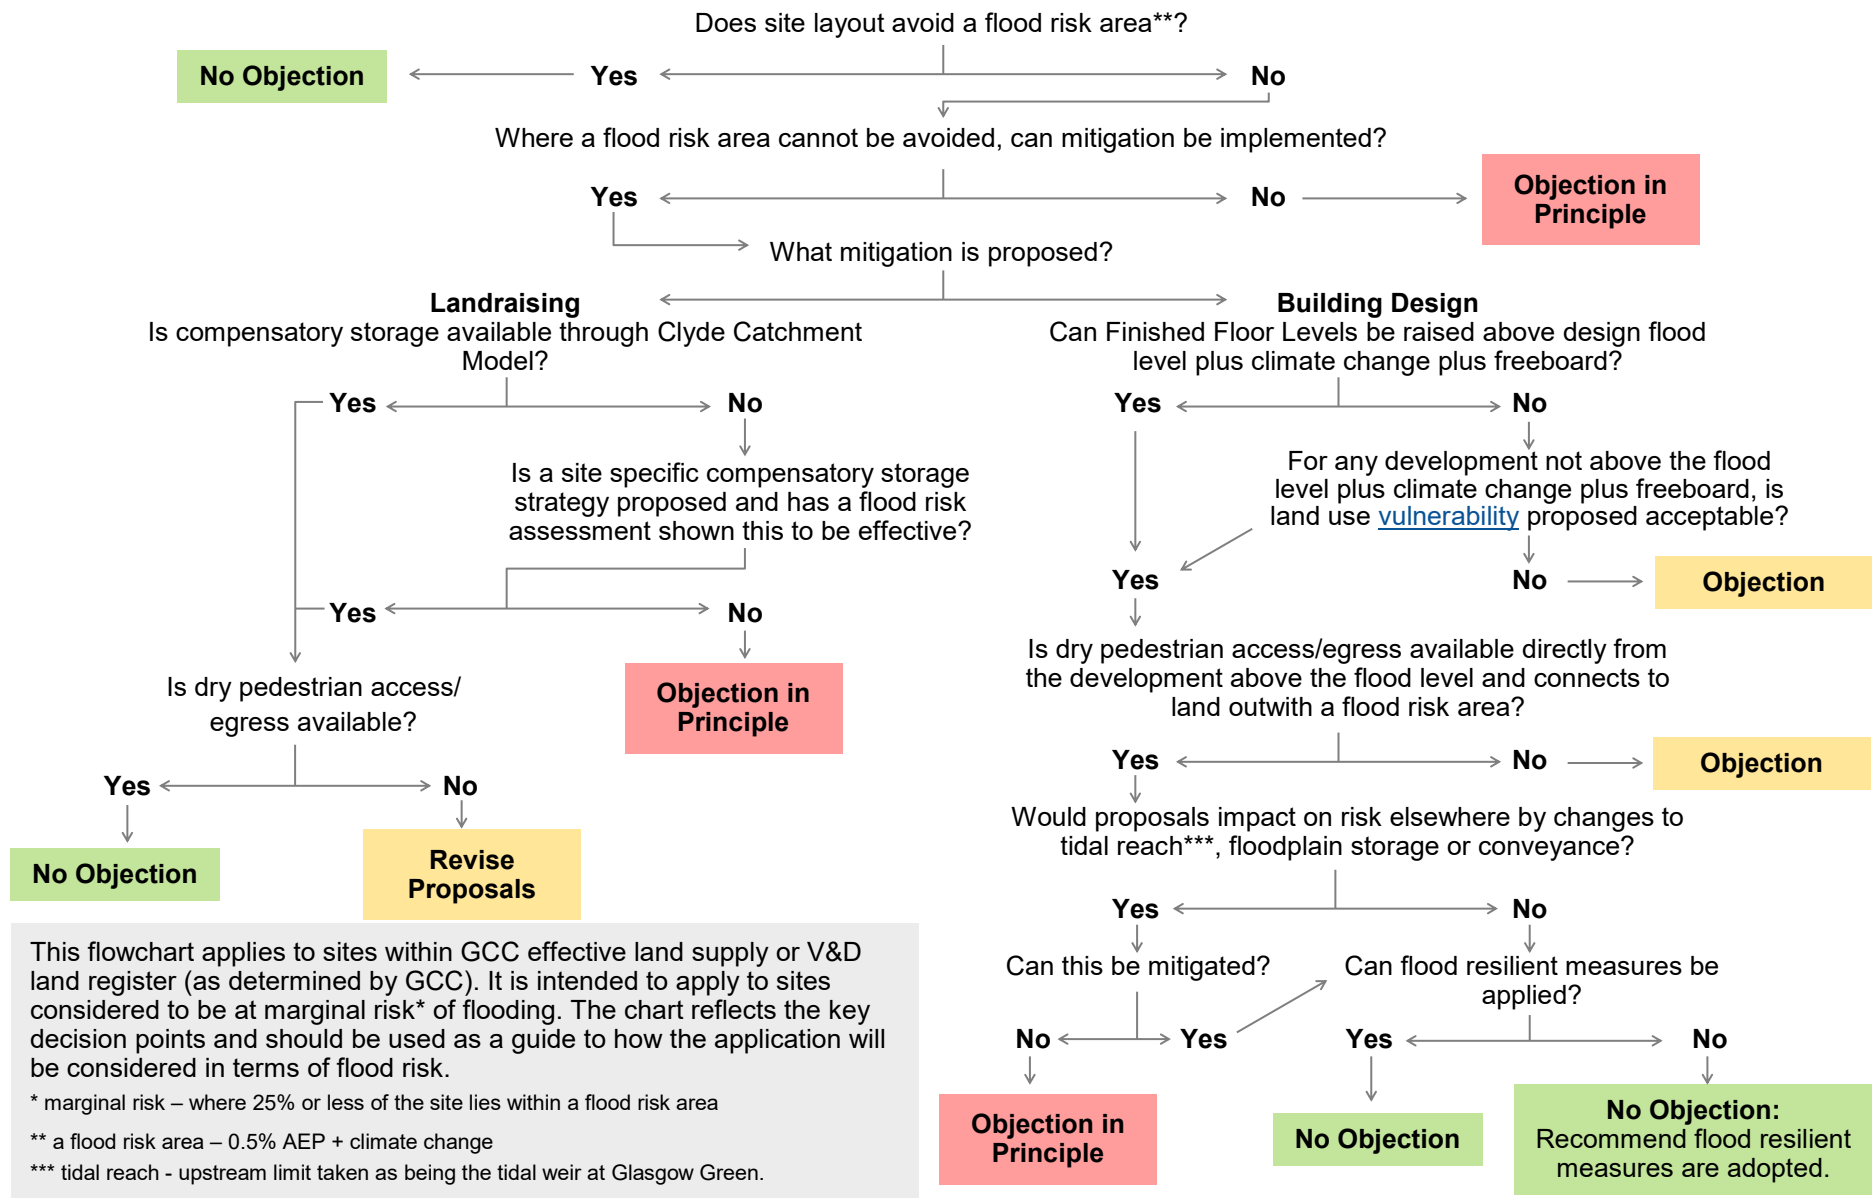 Does site layout avoid a flood risk area**?
No Objection
Yes
No
Where a flood risk area cannot be avoided, can mitigation be implemented?
Yes
No
Objection in
Principle
What mitigation is proposed?
Landraising
Is compensatory storage available through Clyde Catchment
Model?
Yes
No
Is a site specific compensatory storage
strategy proposed and has a flood risk
assessment shown this to be effective?
Yes
No
Objection in
Principle
Is dry pedestrian access/
egress available?
Yes
No
No Objection
Revise
Proposals
Building Design
Can Finished Floor Levels be raised above design flood
level plus climate change plus freeboard?
Yes
No
For any development not above the flood
level plus climate change plus freeboard, is
land use vulnerability proposed acceptable?
Yes
No
Objection
Is dry pedestrian access/egress available directly from
the development above the flood level and connects to
land outwith a flood risk area?
Yes
No
Objection
Would proposals impact on risk elsewhere by changes to
tidal reach***, floodplain storage or conveyance?
Yes
No
Can this be mitigated?
No
Yes
Objection in
Principle
Can flood resilient measures be
applied?
Yes
No
No Objection
No Objection:
Recommend flood resilient
measures are adopted.
This flowchart applies to sites within GCC effective land supply or V&D
land register (as determined by GCC). It is intended to apply to sites
considered to be at marginal risk* of flooding. The chart reflects the key
decision points and should be used as a guide to how the application will
be considered in terms of flood risk.
* marginal risk – where 25% or less of the site lies within a flood risk area
** a flood risk area – 0.5% AEP + climate change
*** tidal reach - upstream limit taken as being the tidal weir at Glasgow Green.